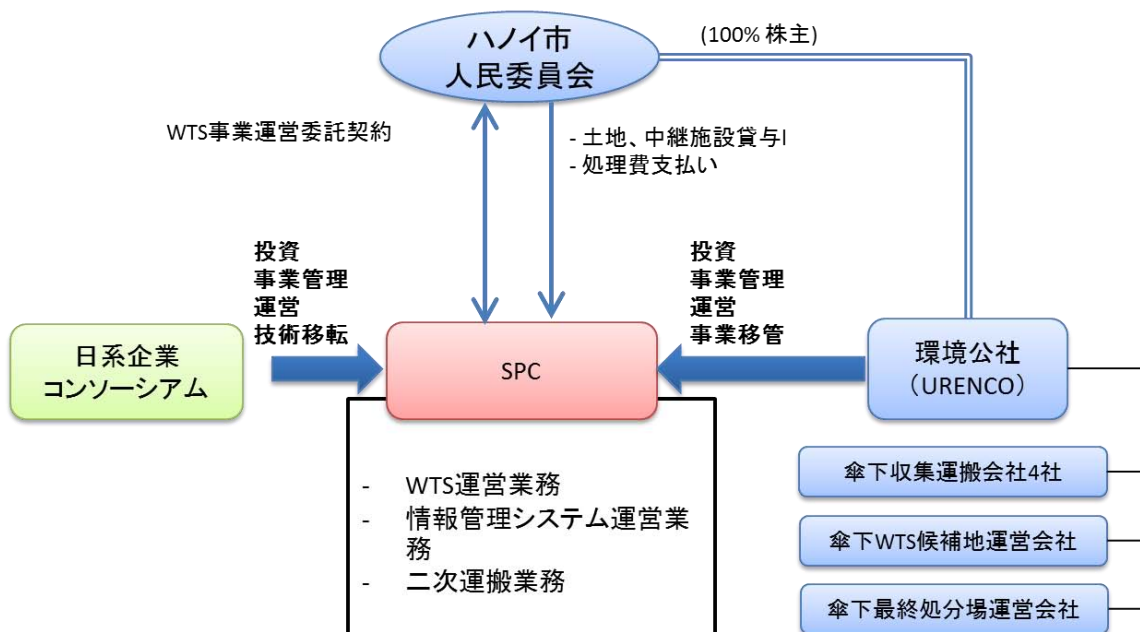 ハノイ市
人民委員会
(100% 株主)
WTS事業運営委託契約
- 土地、中継施設貸与I
- 処理費支払い
投資
事業管理
運営
技術移転
投資
事業管理
運営
事業移管
日系企業
コンソーシアム
SPC
環境公社
（URENCO）
- WTS運営業務
- 情報管理システム運営業
務
- 二次運搬業務
傘下収集運搬会社4社
傘下WTS候補地運営会社
傘下最終処分場運営会社